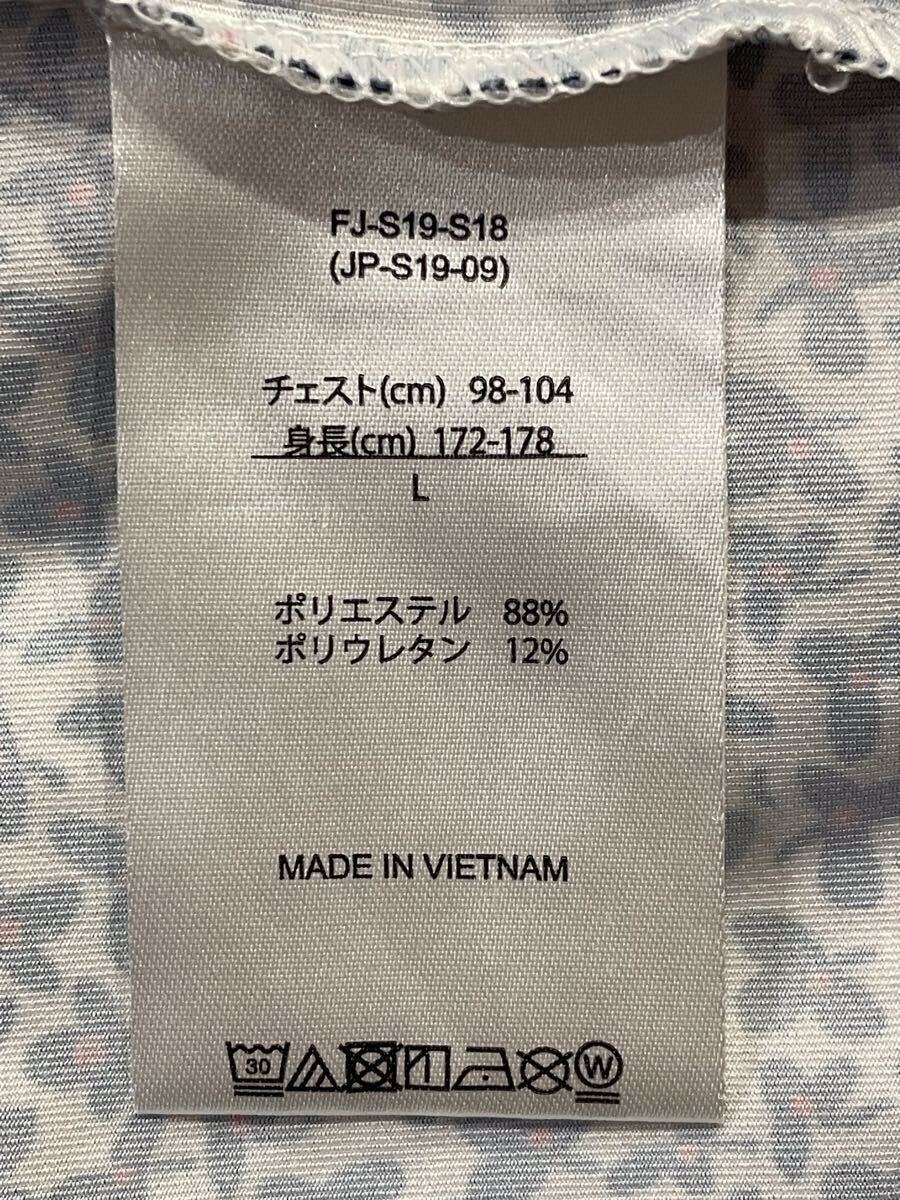 FJ-S19-S18
(JP-S19-09)
チェスト(cm) 98-104
身長(cm) 172-178
L
ポリエステル 88%
ポリウレタン 12%
MADE IN VIETNAM
30
W